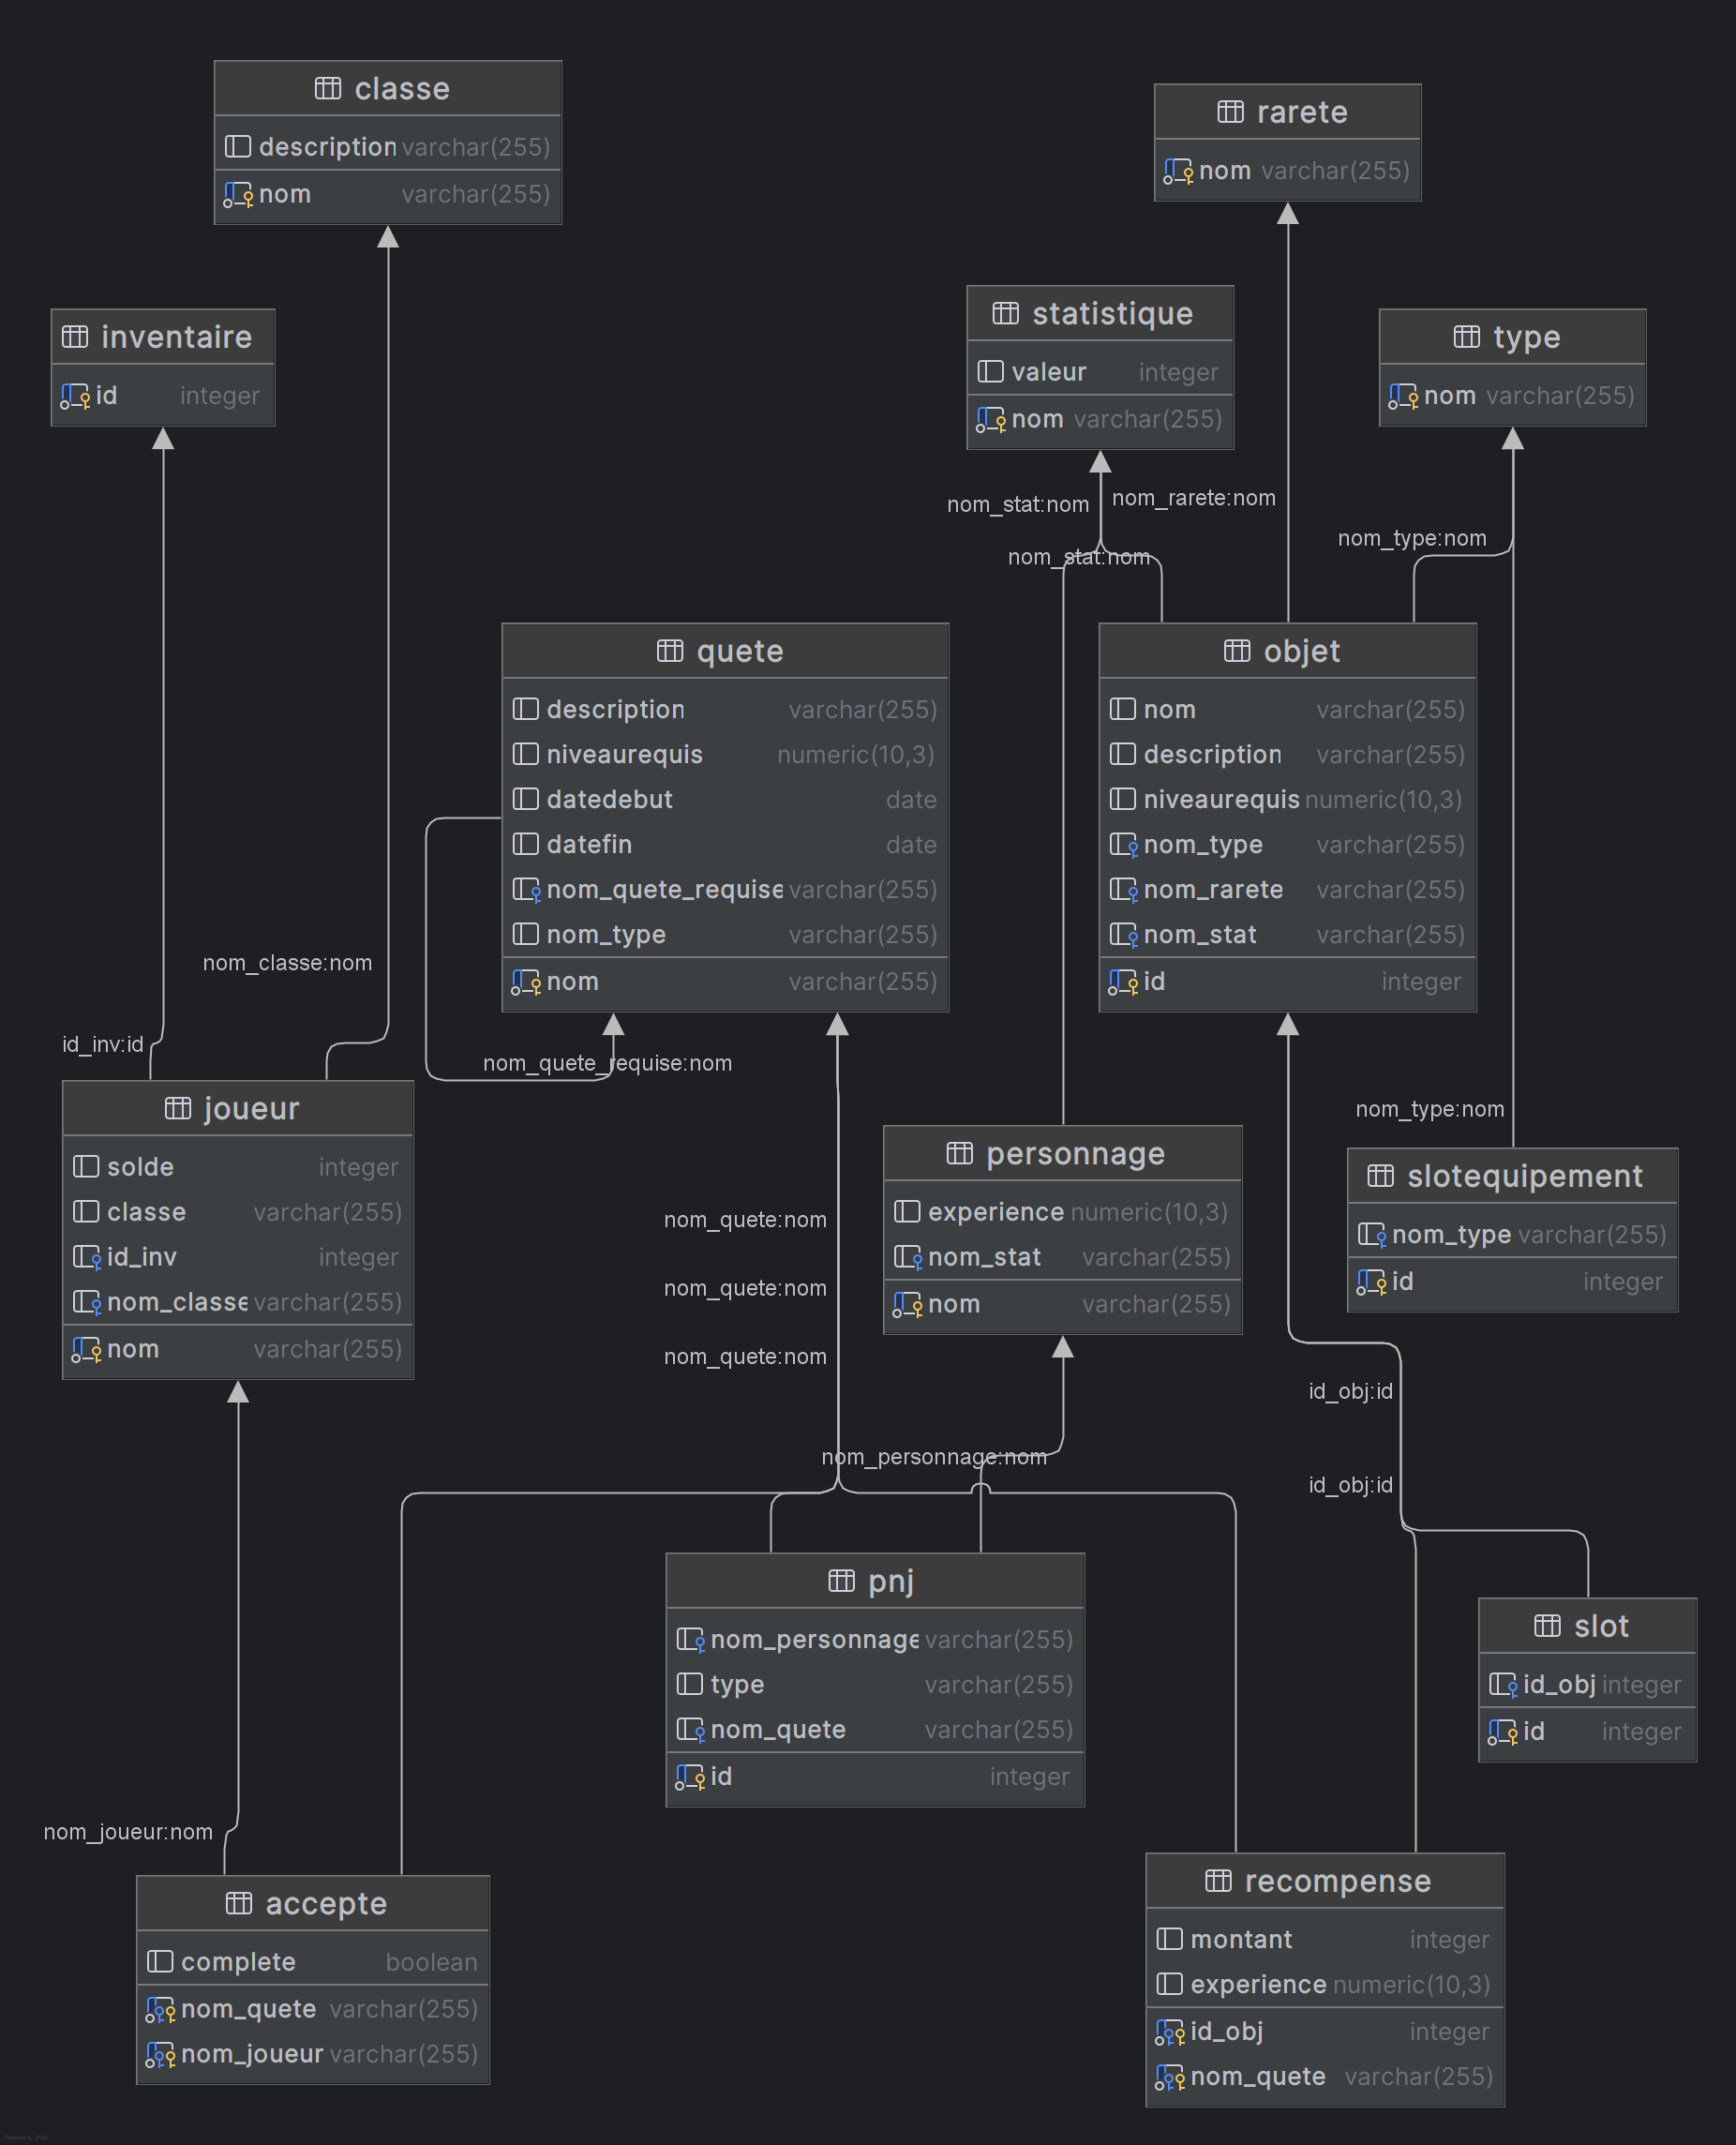 classe
description varchar(255)
nom varchar(255)
rarete
nom varchar(255)
inventaire
id integer
statistique
valeur integer
nom varchar(255)
type
nom varchar(255)
nom_stat:nom
nom_rarete:nom
nom_stat:nom
nom_type:nom
quete
description varchar(255)
niveaurequis numeric(10,3)
datedebut date
datefin date
nom_quete_requise varchar(255)
nom_type varchar(255)
nom varchar(255)
objet
nom varchar(255)
description varchar(255)
niveaurequis numeric(10,3)
nom_type varchar(255)
nom_rarete varchar(255)
nom_stat varchar(255)
id integer
nom_classe:nom
id_inv:id
nom_quete_requise:nom
nom_type:nom
joueur
solde integer
classe varchar(255)
id_inv integer
nom_classe varchar(255)
nom varchar(255)
personnage
experience numeric(10,3)
nom_stat varchar(255)
nom varchar(255)
slotequipement
nom_type varchar(255)
id integer
nom_quete:nom
nom_quete:nom
nom_quete:nom
id_obj:id
nom_personnage:nom
id_obj:id
pnj
nom_personnage varchar(255)
type varchar(255)
nom_quete varchar(255)
id integer
slot
id_obj integer
id integer
nom_joueur:nom
accepte
complete boolean
nom_quete varchar(255)
nom_joueur varchar(255)
recompense
montant integer
experience numeric(10,3)
id_obj integer
nom_quete varchar(255)